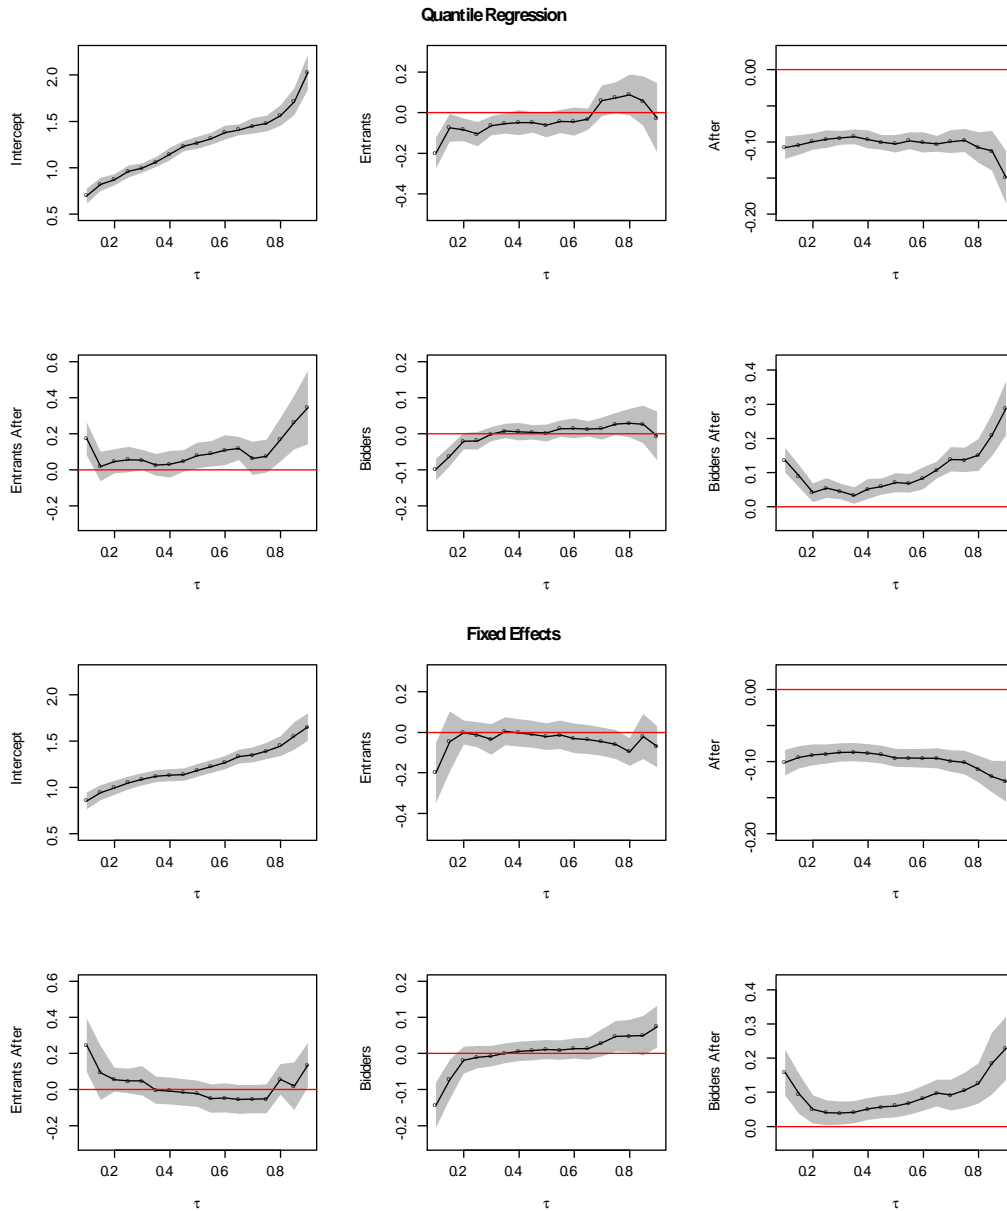 Quantile Regression
Intercept
0.5 1.0 1.5 2.0
0.2 0.4 0.6 0.8
τ
Entrants
-0.4 -0.2 0.0 0.2
0.2 0.4 0.6 0.8
τ
After
-0.20 -0.10 0.00
0.2 0.4 0.6 0.8
τ
Entrants After
-0.2 0.0 0.2 0.4 0.6
0.2 0.4 0.6 0.8
τ
Bidders
-0.2 -0.1 0.0 0.1 0.2
0.2 0.4 0.6 0.8
τ
Bidders After
0.0 0.1 0.2 0.3 0.4
0.2 0.4 0.6 0.8
τ
Fixed Effects
Intercept
0.5 1.0 1.5 2.0
0.2 0.4 0.6 0.8
τ
Entrants
-0.4 -0.2 0.0 0.2
0.2 0.4 0.6 0.8
τ
After
-0.20 -0.10 0.00
0.2 0.4 0.6 0.8
τ
Entrants After
-0.2 0.0 0.2 0.4 0.6
0.2 0.4 0.6 0.8
τ
Bidders
-0.2 -0.1 0.0 0.1 0.2
0.2 0.4 0.6 0.8
τ
Bidders After
0.0 0.1 0.2 0.3 0.4
0.2 0.4 0.6 0.8
τ